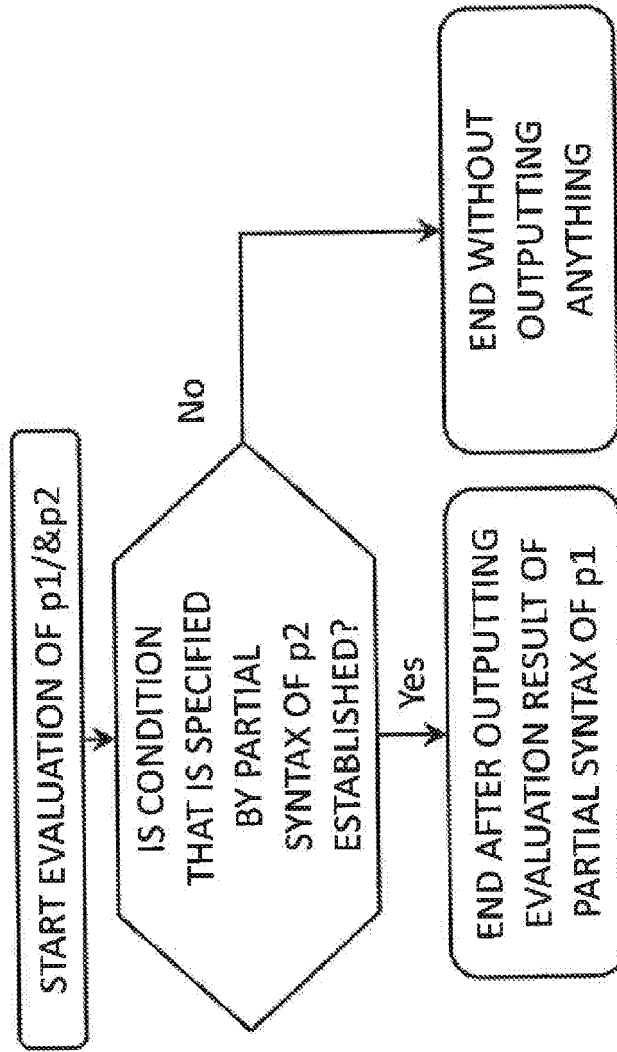 START EVALUATION OF p1/&p2
IS CONDITION
THAT IS SPECIFIED
BY PARTIAL
SYNTAX OF p2
ESTABLISHED?
No
Yes
END AFTER OUTPUTTING
EVALUATION RESULT OF
PARTIAL SYNTAX OF p1
END WITHOUT
OUTPUTTING
ANYTHING